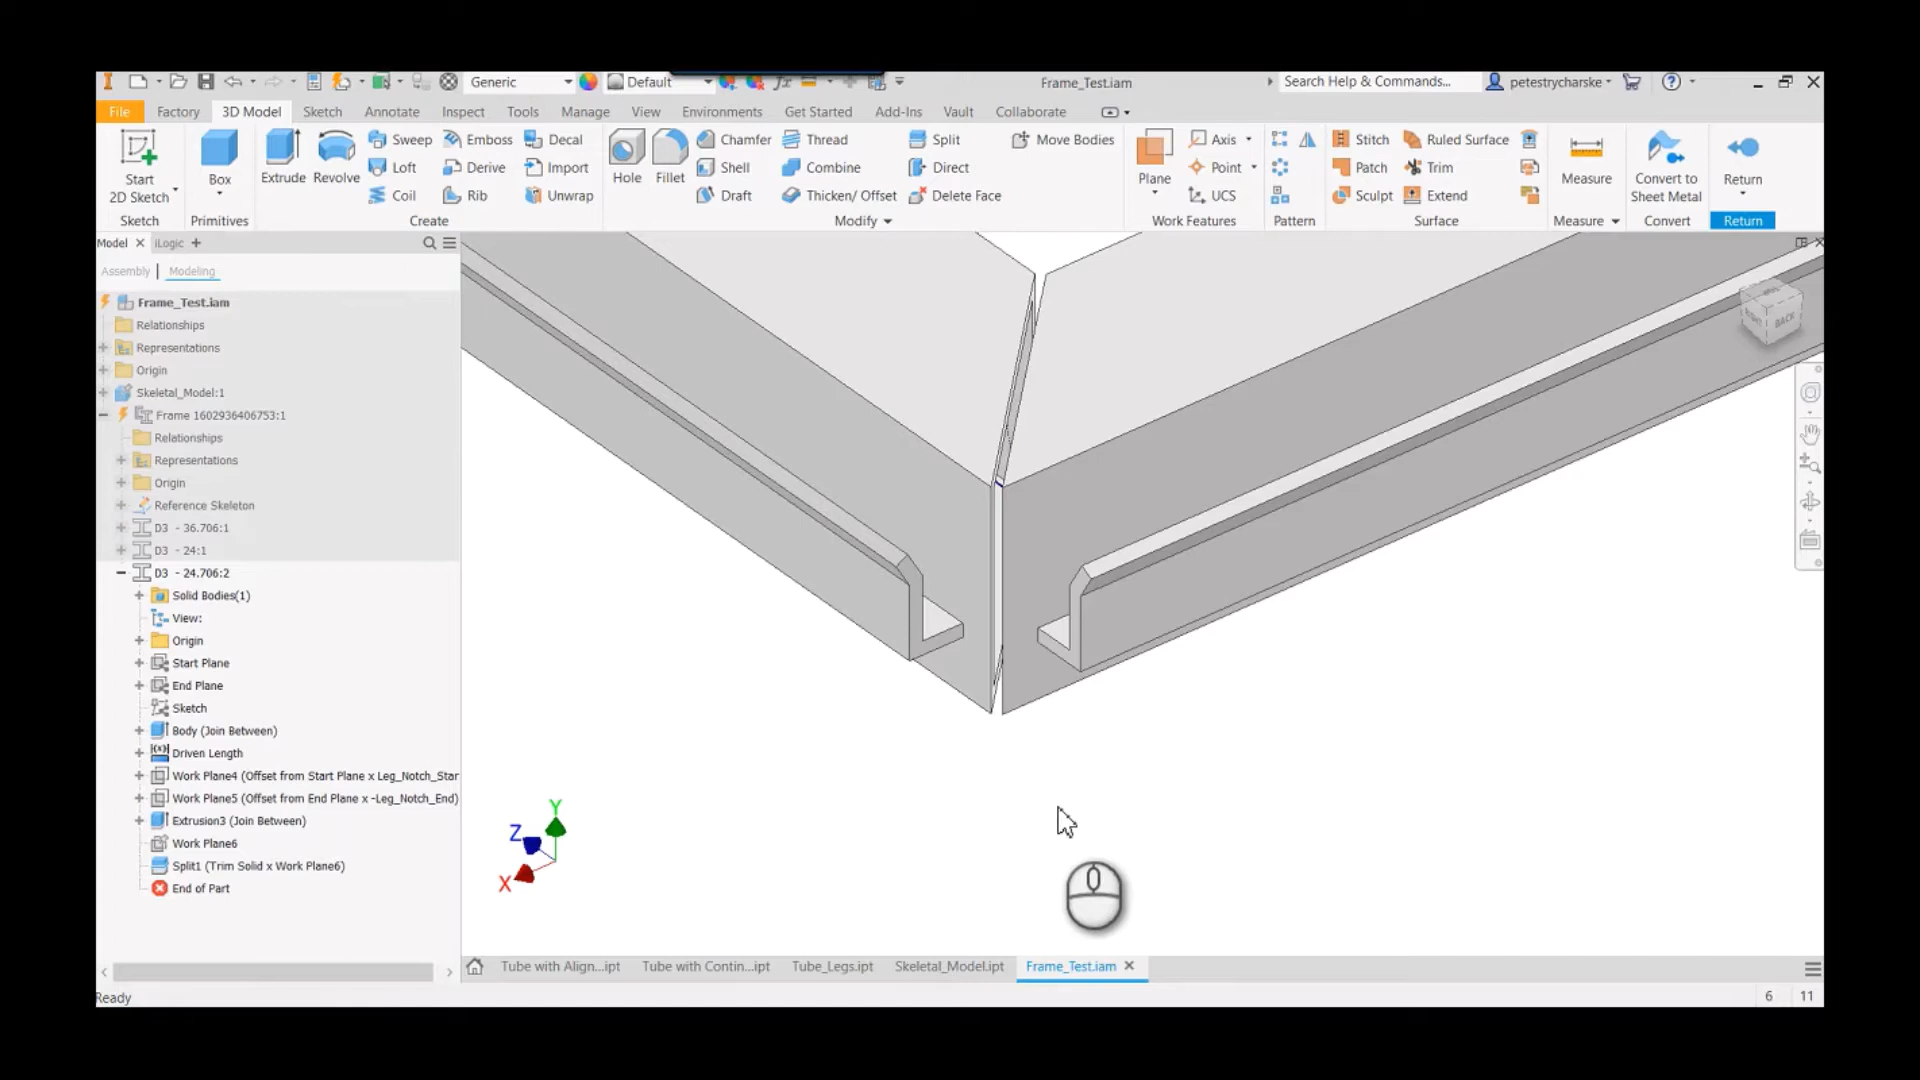 Generic
Default
Frame_Test.iam
Search Help & Commands...
petestrycharske
File
Factory
3D Model
Sketch
Annotate
Inspect
Tools
Manage
View
Environments
Get Started
Add-Ins
Vault
Collaborate
Start
2D Sketch
Box
Extrude
Revolve
Sweep
Loft
Coil
Emboss
Derive
Rib
Decal
Import
Unwrap
Hole
Fillet
Chamfer
Shell
Draft
Thread
Combine
Thicken/ Offset
Split
Direct
Delete Face
Move Bodies
Plane
Axis
Point
UCS
Stitch
Patch
Sculpt
Ruled Surface
Trim
Extend
Measure
Convert to
Sheet Metal
Return
Sketch
Primitives
Create
Modify
Work Features
Pattern
Surface
Measure
Convert
Return
Model
iLogic
Assembly
Modeling
Frame_Test.iam
Relationships
Representations
Origin
Skeletal_Model:1
Frame 1602936406753:1
Relationships
Representations
Origin
Reference Skeleton
D3 - 36.706:1
D3 - 24:1
D3 - 24.706:2
Solid Bodies(1)
View:
Origin
Start Plane
End Plane
Sketch
Body (Join Between)
Driven Length
Work Plane4 (Offset from Start Plane x Leg_Notch_Star
Work Plane5 (Offset from End Plane x -Leg_Notch_End)
Extrusion3 (Join Between)
Work Plane6
Split1 (Trim Solid x Work Plane6)
End of Part
RIGHT
BACK
Y
Z
X
Tube with Align...ipt
Tube with Contin...ipt
Tube_Legs.ipt
Skeletal_Model.ipt
Frame_Test.iam
Ready
6
11